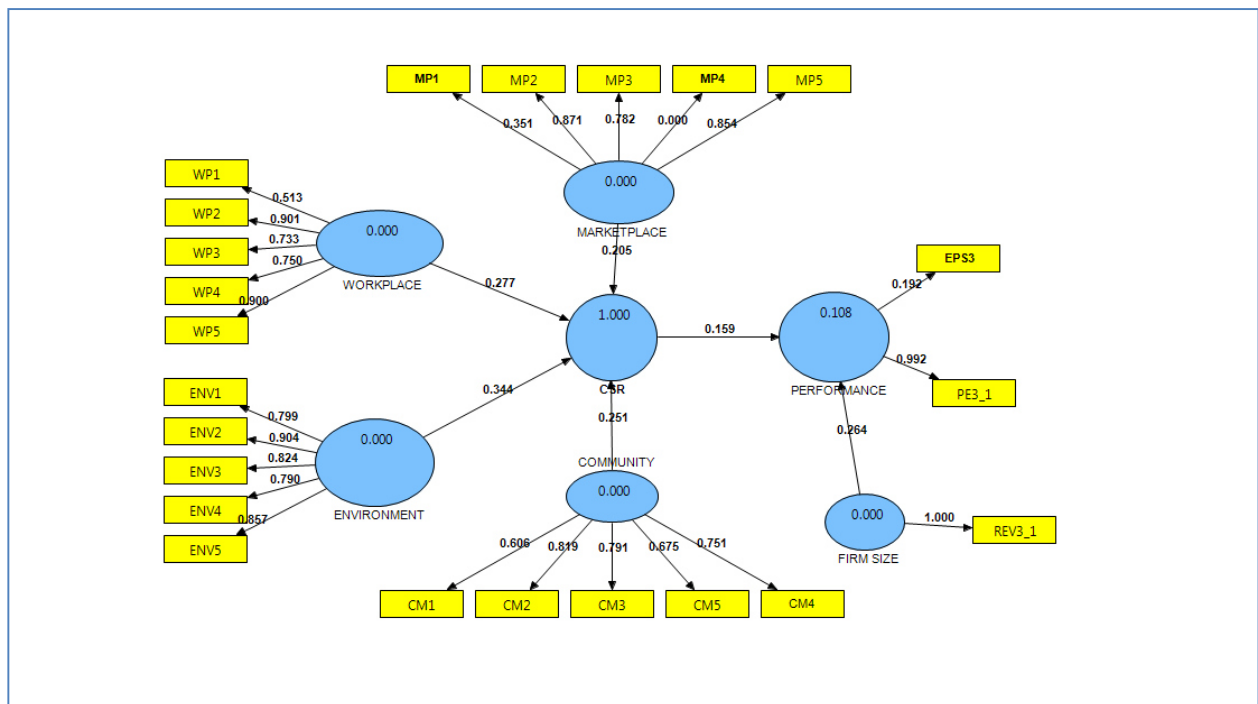 MP1 MP2 MP3 MP4 MP5
0.351 0.871 0.782 0.000 0.854
0.000
MARKETPLACE
0.205
WP1
WP2
WP3
WP4
WP5
0.513
0.901
0.733
0.750
0.900
0.000
WORKPLACE
0.277
EPS3
0.192
1.000
CSR
0.159
0.108
PERFORMANCE
0.992
PE3_1
ENV1
ENV2
ENV3
ENV4
ENV5
0.799
0.904
0.824
0.790
0.857
0.000
ENVIRONMENT
0.344
0.251
COMMUNITY
0.000
0.264
0.000
FIRM SIZE
1.000
REV3_1
0.606 0.819 0.791 0.675 0.751
CM1 CM2 CM3 CM5 CM4